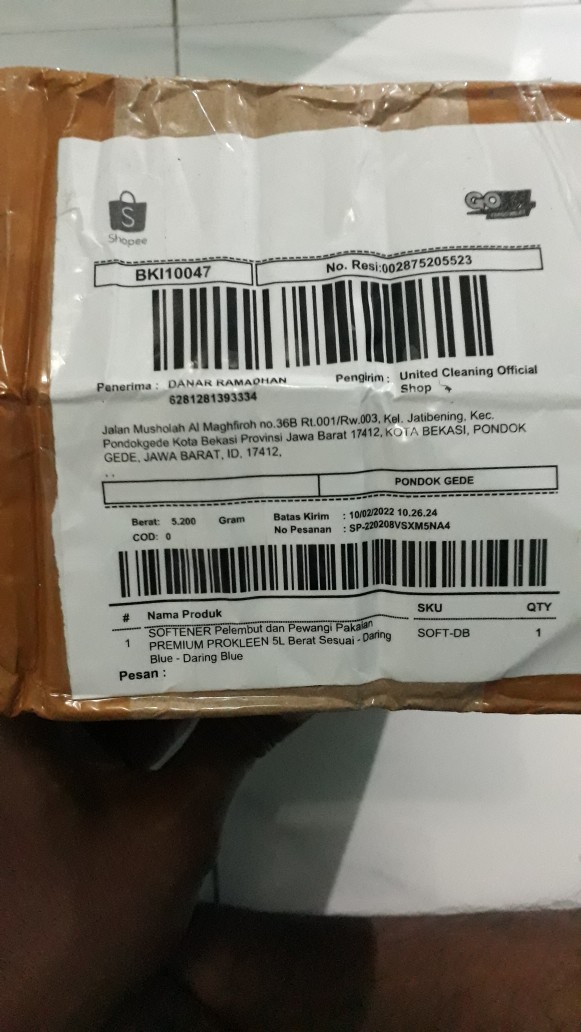 Shopee
GO
BKI10047
No. Resi:002875205523
Penerima : DANAR RAMADHAN
6281281393334
Pengirim : United Cleaning Official
Shop
Jalan Musholah Al Maghfiroh no.36B Rt.001/Rw.003, Kel. Jatibening, Kec.
Pondokgede Kota Bekasi Provinsi Jawa Barat 17412, KOTA BEKASI, PONDOK
GEDE, JAWA BARAT, ID. 17412,
PONDOK GEDE
Berat: 5.200 Gram
COD: 0
Batas Kirim : 10/02/2022 10.26.24
No Pesanan : SP-220208VSXM5NA4
# Nama Produk SKU QTY
1 SOFTENER Pelembut dan Pewangi Pakaian SOFT-DB 1
PREMIUM PROKLEEN 5L Berat Sesuai - Daring
Blue - Daring Blue
Pesan :